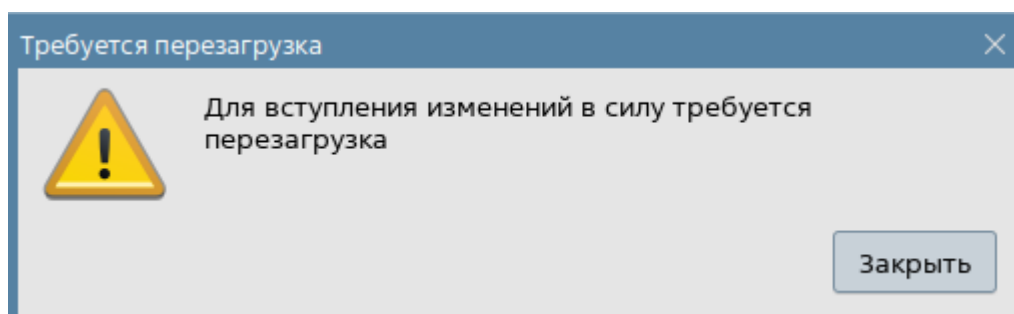 Требуется перезагрузка
Для вступления изменений в силу требуется
перезагрузка
Закрыть